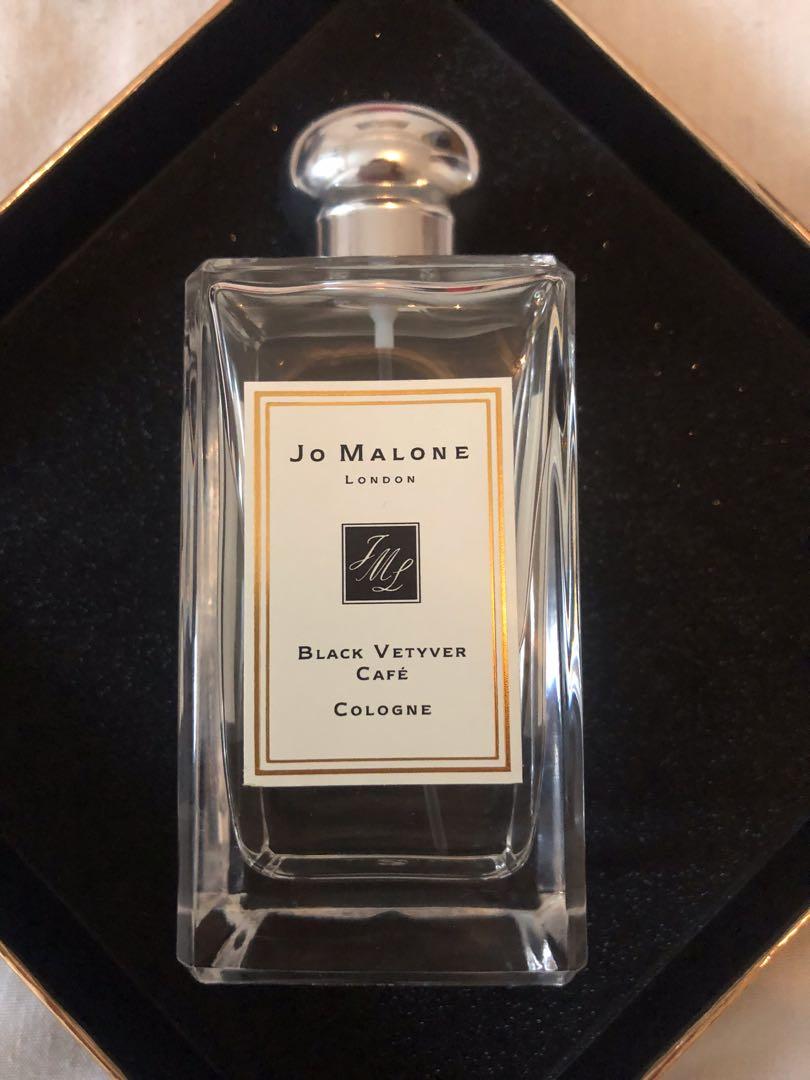 Jo Malone
London
JML
Black Vetyver
Café
Cologne